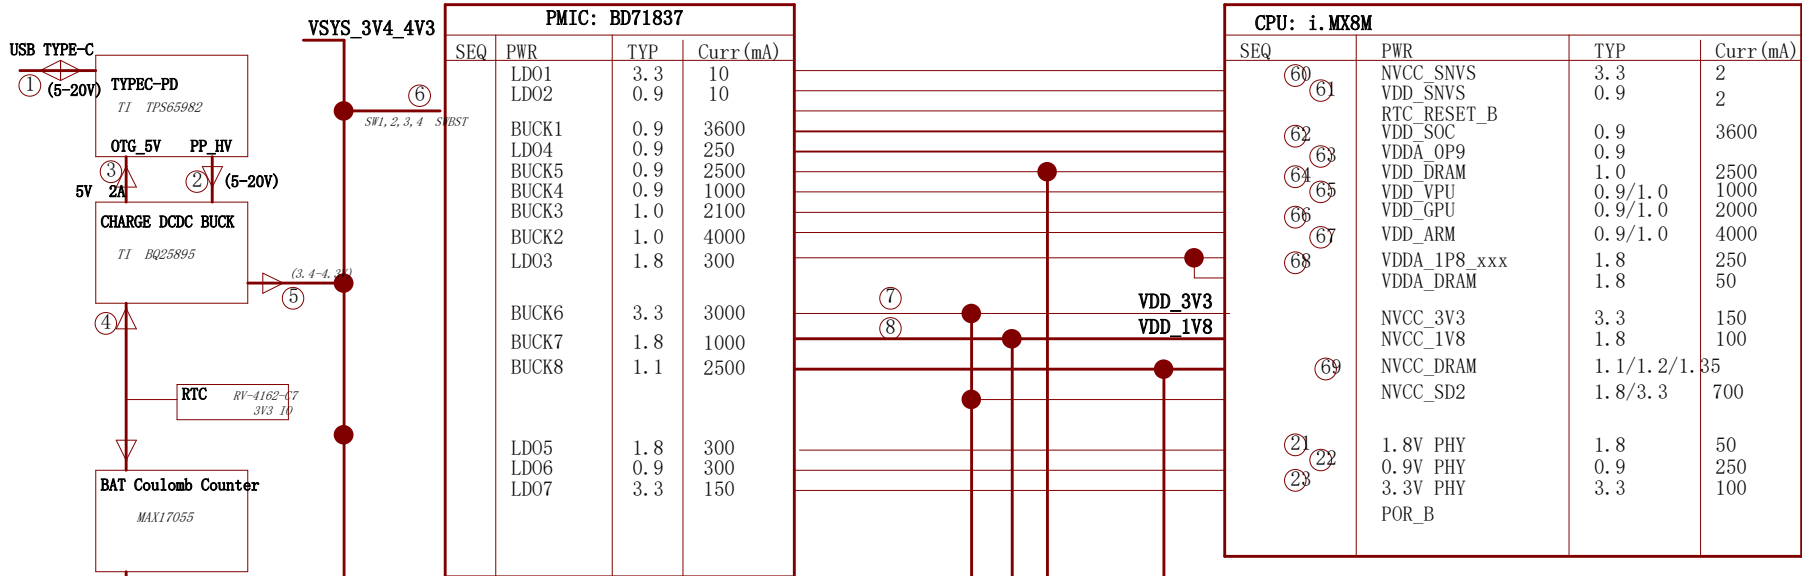 VSYS_3V4_4V3
USB TYPE-C
1 (5-20V)
TYPEC-PD
TI TPS65982
OTG_5V PP_HV
3
2 (5-20V)
5V 2A
CHARGE DCDC BUCK
TI BQ25895
(3.4-4.3V)
5
4
RTC RV-4162-C7
3V3 IO
BAT Coulomb Counter
MAX17055
6
SW1,2,3,4 SWBST
PMIC: BD71837
SEQ PWR TYP Curr(mA)
LDO1 3.3 10
LDO2 0.9 10
BUCK1 0.9 3600
LDO4 0.9 250
BUCK5 0.9 2500
BUCK4 0.9 1000
BUCK3 1.0 2100
BUCK2 1.0 4000
LDO3 1.8 300
BUCK6 3.3 3000
BUCK7 1.8 1000
BUCK8 1.1 2500
LDO5 1.8 300
LDO6 0.9 300
LDO7 3.3 150
7
VDD_3V3
8
VDD_1V8
CPU: i.MX8M
SEQ PWR TYP Curr(mA)
60 NVCC_SNVS 3.3 2
61 VDD_SNVS 0.9 2
RTC_RESET_B
62 VDD_SOC 0.9 3600
63 VDDA_0P9 0.9
64 VDD_DRAM 1.0 2500
65 VDD_VPU 0.9/1.0 1000
66 VDD_GPU 0.9/1.0 2000
67 VDD_ARM 0.9/1.0 4000
68 VDDA_1P8_xxx 1.8 250
VDDA_DRAM 1.8 50
NVCC_3V3 3.3 150
NVCC_1V8 1.8 100
69 NVCC_DRAM 1.1/1.2/1.35
NVCC_SD2 1.8/3.3 700
21 1.8V PHY 1.8 50
22 0.9V PHY 0.9 250
23 3.3V PHY 3.3 100
POR_B